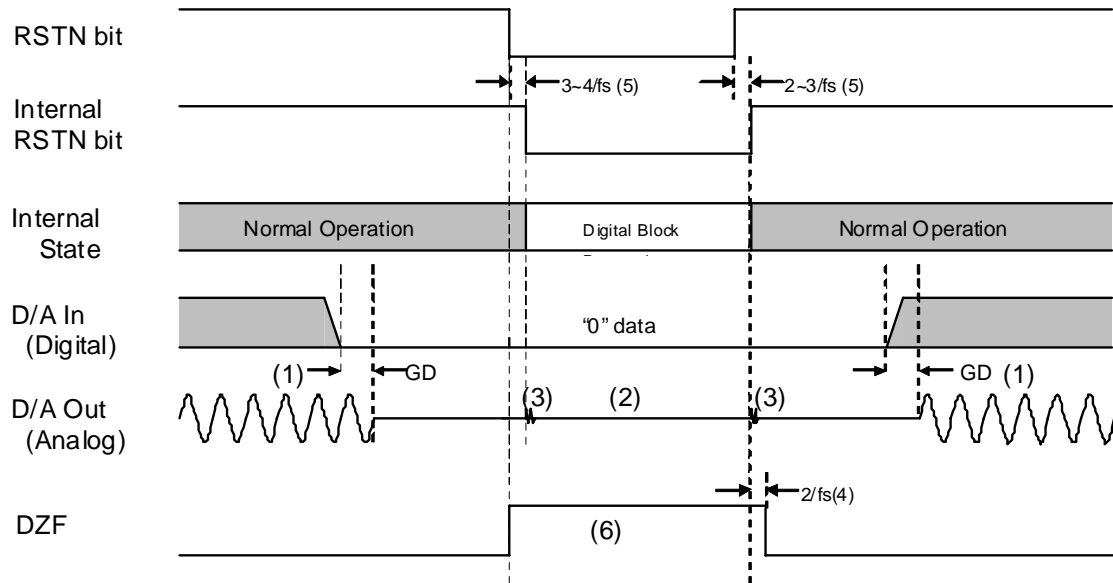 RSTN bit
3~4/fs (5)
2~3/fs (5)
Internal
RSTN bit
Internal
State
Normal Operation
Digital Block
Normal Operation
D/A In
(Digital)
“0” data
(1)
GD
GD
(1)
D/A Out
(Analog)
(3)
(2)
(3)
2/fs(4)
DZF
(6)